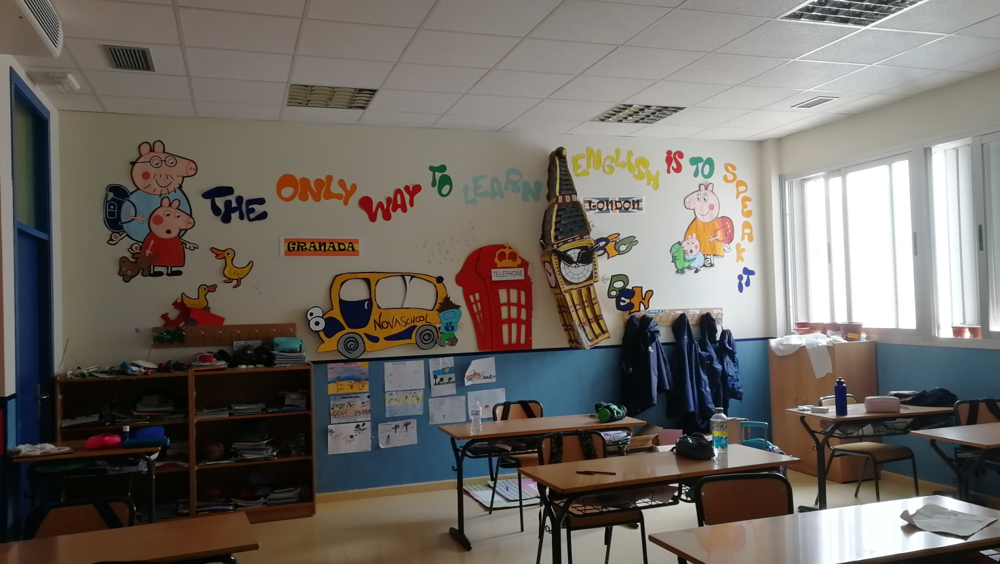 THE ONLY WAY TO LEARN ENGLISH IS TO SPEAK IT
LONDON
GRANADA
BIG
BEN
TELEPHONE
NOVASCHOOL